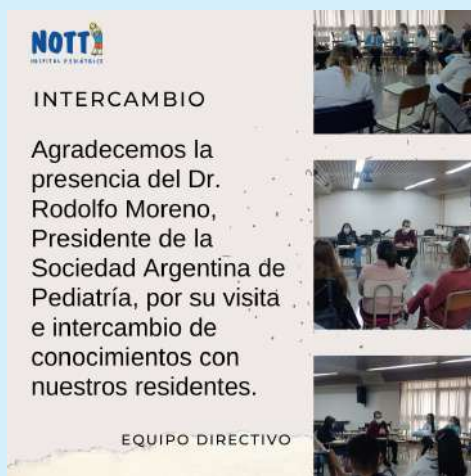 NOTTI
HOSPITAL PEDIÁTRICO
INTERCAMBIO
Agradecemos la
presencia del Dr.
Rodolfo Moreno,
Presidente de la
Sociedad Argentina de
Pediatría, por su visita
e intercambio de
conocimientos con
nuestros residentes.
EQUIPO DIRECTIVO